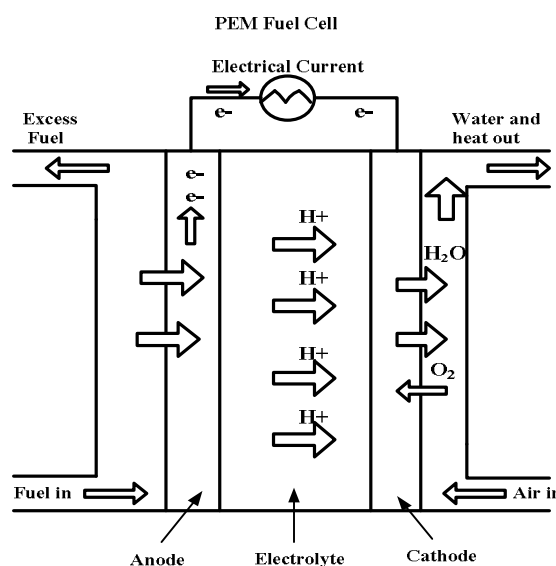 PEM Fuel Cell
Electrical Current
e-
e-
Excess
Fuel
Water and
heat out
e-
e-
H+
H+
H+
H+
H₂O
O₂
Fuel in
Air in
Anode
Electrolyte
Cathode